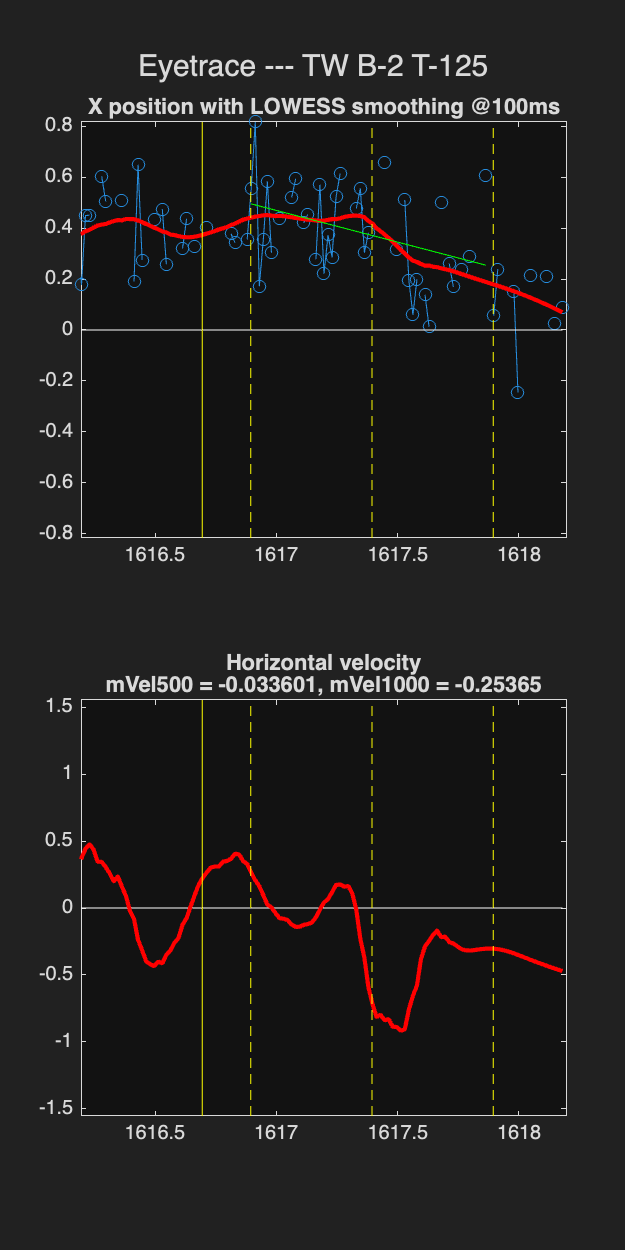 Eyetrace --- TW B-2 T-125
X position with LOWESS smoothing @100ms
0.8
0.6
0.4
0.2
0
-0.2
-0.4
-0.6
-0.8
1616.5 1617 1617.5 1618
Horizontal velocity
mVel500 = -0.033601, mVel1000 = -0.25365
1.5
1
0.5
0
-0.5
-1
-1.5
1616.5 1617 1617.5 1618